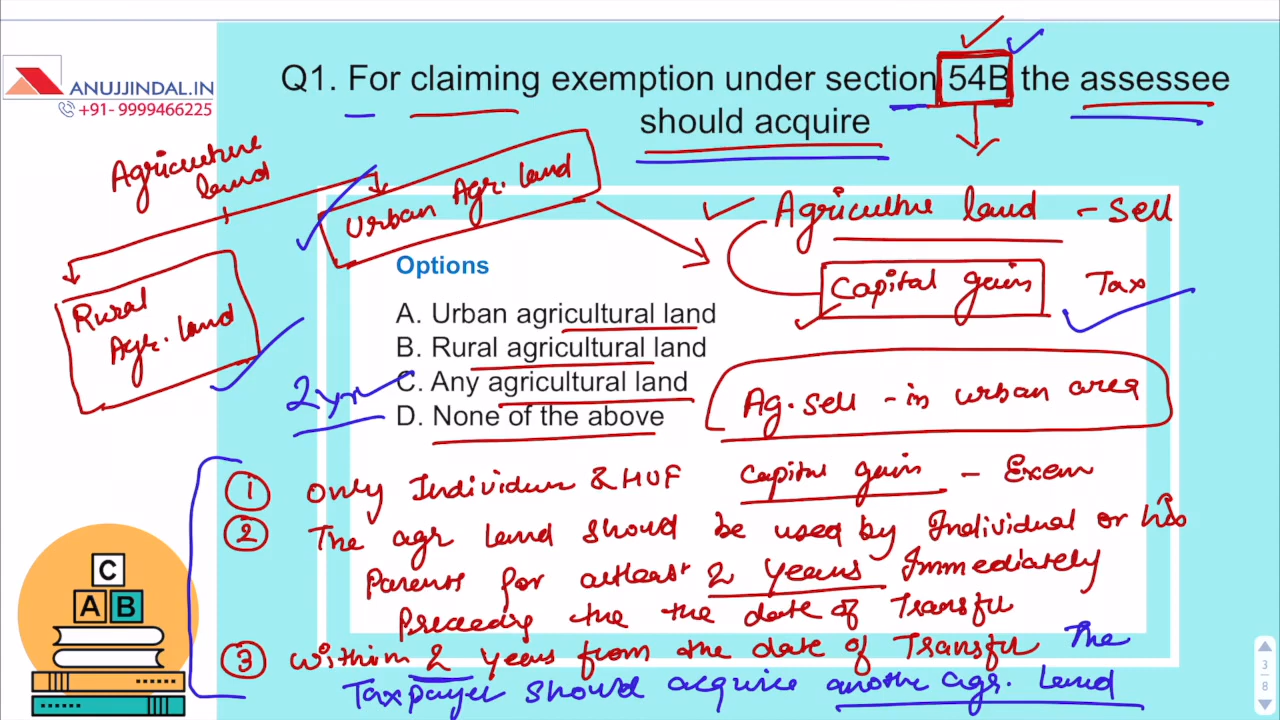 ANUJJINDAL.IN
+91- 9999466225
Q1. For claiming exemption under section 54B the assessee
should acquire
Agriculture
land
Urban Agr. land
Rural
Agr. land
Agriculture land - sell
Capital gain Tax
Options
A. Urban agricultural land
B. Rural agricultural land
C. Any agricultural land
D. None of the above
2 yrs
Ag. sell - in urban area
Capital gain - Exem
① Only Individual & HUF
② The agr land should be used by Individual or his
Parents for atleast 2 years Immediately
Preceding the the date of Transfer
③ within 2 years from the date of Transfer The
Taxpayer should acquire another agr. land
C
A B
3
8